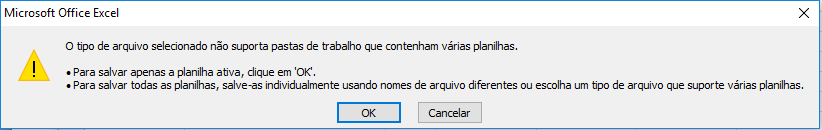 Microsoft Office Excel
O tipo de arquivo selecionado não suporta pastas de trabalho que contenham várias planilhas.
• Para salvar apenas a planilha ativa, clique em 'OK'.
• Para salvar todas as planilhas, salve-as individualmente usando nomes de arquivo diferentes ou escolha um tipo de arquivo que suporte várias planilhas.
OK Cancelar